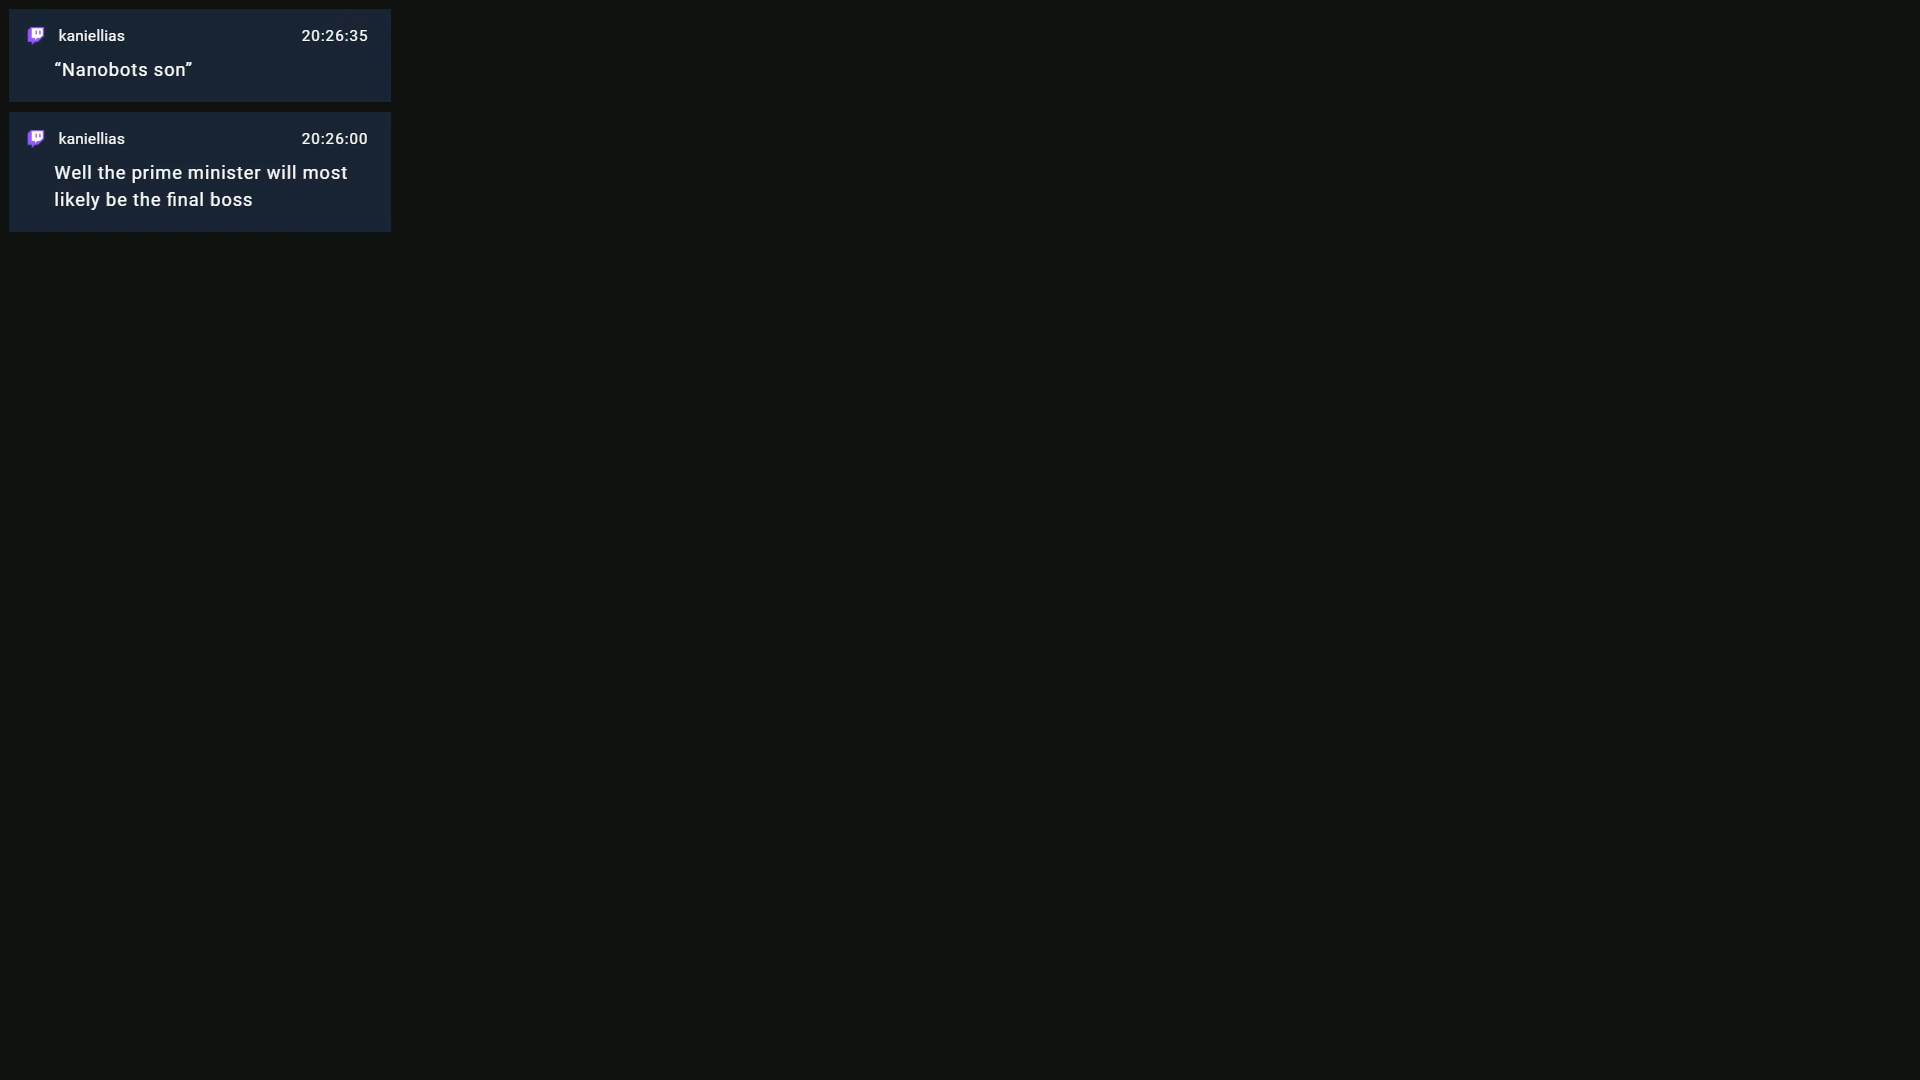 kaniellias 20:26:35
“Nanobots son”
kaniellias 20:26:00
Well the prime minister will most
likely be the final boss